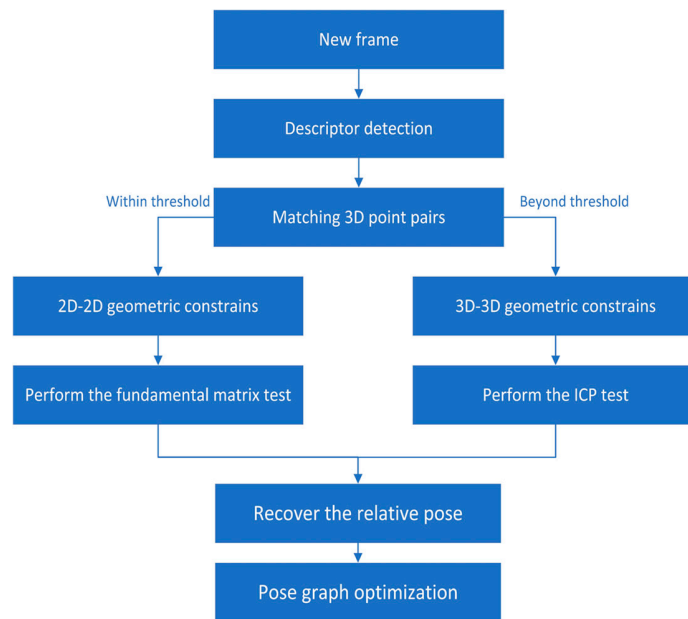 New frame
Descriptor detection
Within threshold
Matching 3D point pairs
Beyond threshold
2D-2D geometric constrains
3D-3D geometric constrains
Perform the fundamental matrix test
Perform the ICP test
Recover the relative pose
Pose graph optimization